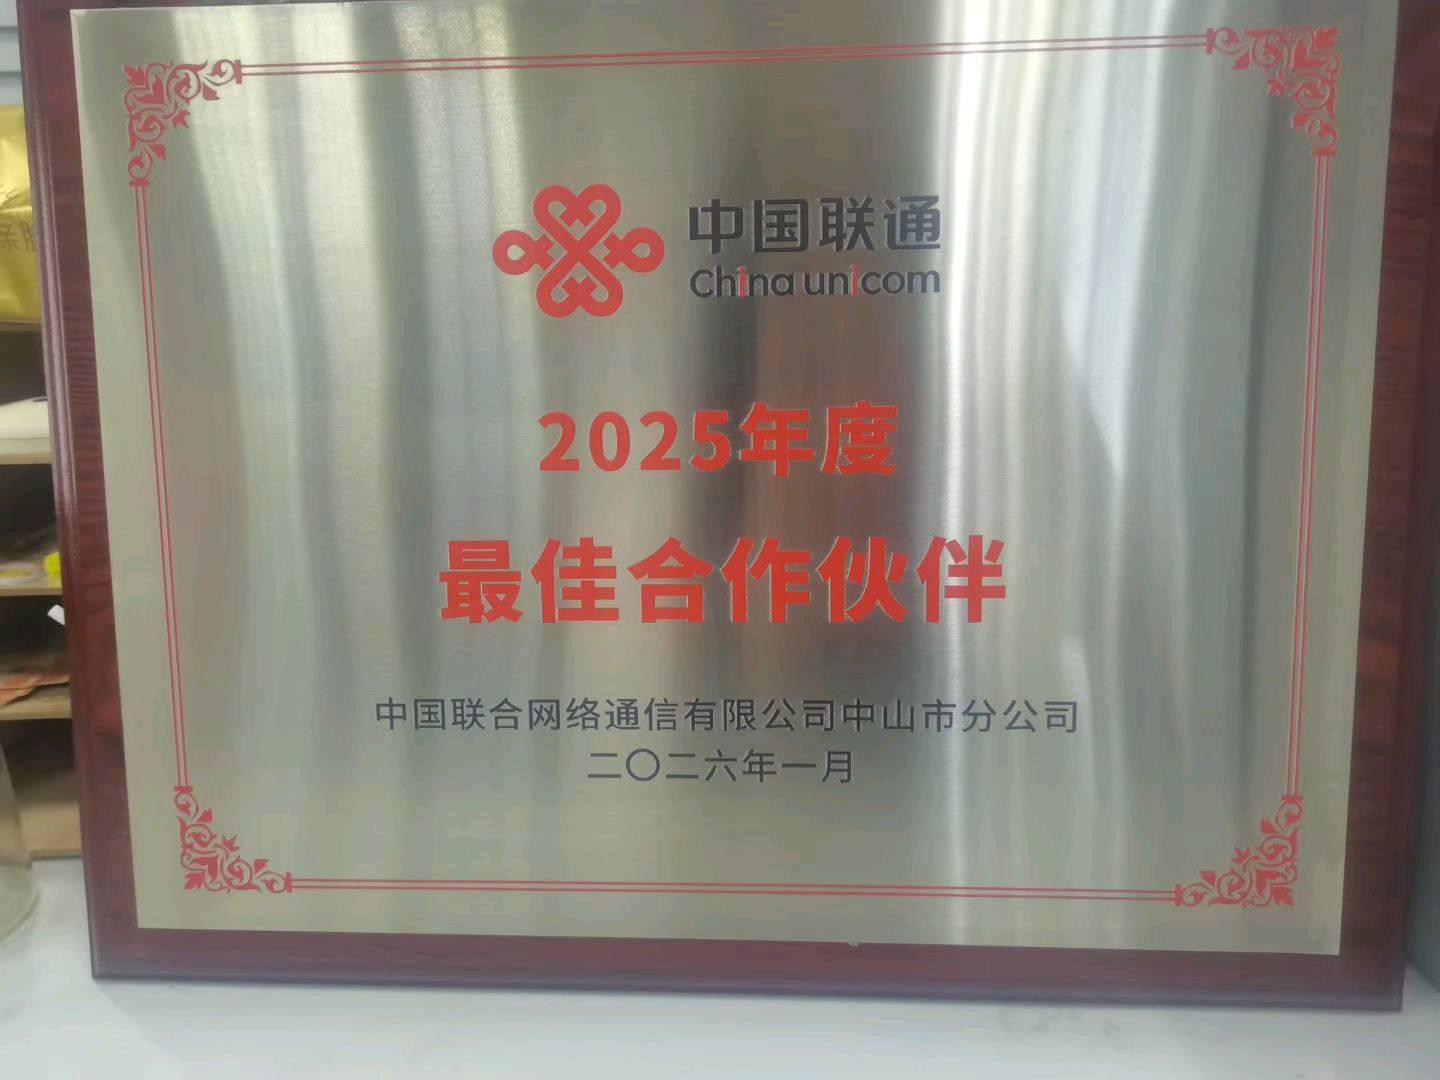 中国联通
China unicom
2025年度
最佳合作伙伴
中国联合网络通信有限公司中山市分公司
二〇二六年一月